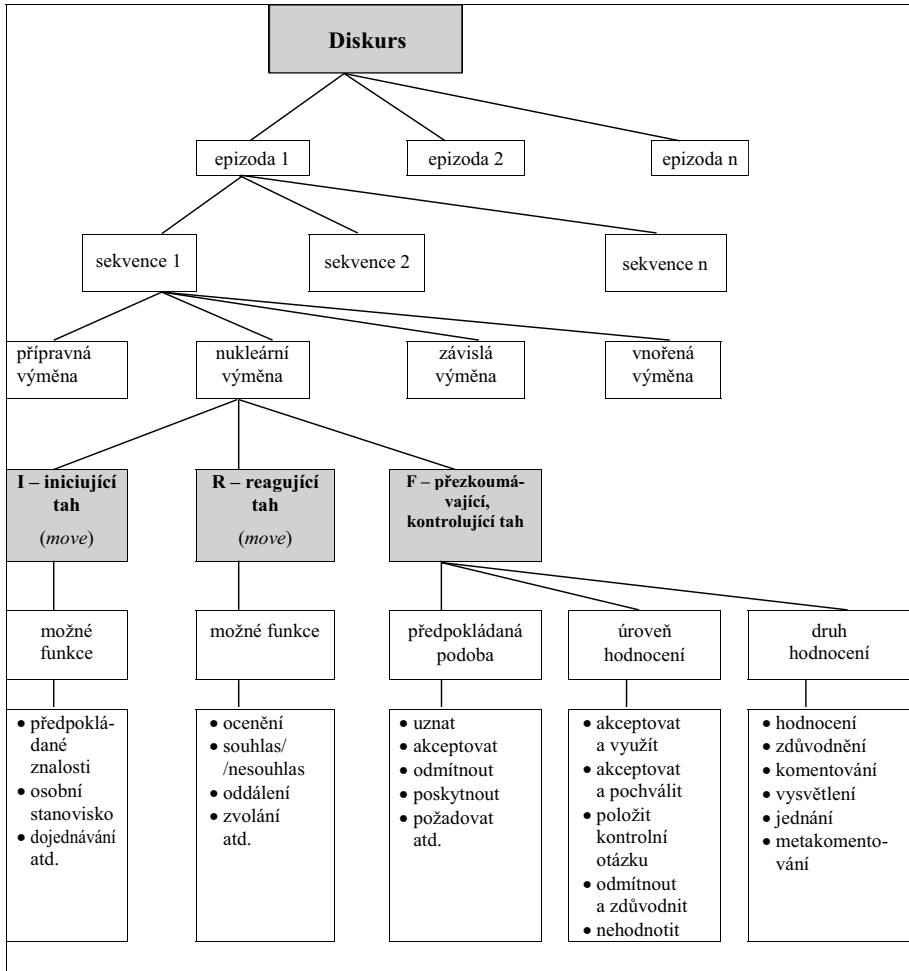 Diskurs
epizoda 1
epizoda 2
epizoda n
sekvence 1
sekvence 2
sekvence n
přípravná
výměna
nukleární
výměna
závislá
výměna
vnořená
výměna
I – iniciující
tah
(move)
R – reagující
tah
(move)
F – přezkoumá-
vající,
kontrolující tah
možné
funkce
možné funkce
předpokládaná
podoba
úroveň
hodnocení
druh
hodnocení
• předpoklá-
dané
znalosti
• osobní
stanovisko
• dojednávání
atd.
• ocenění
• souhlas/
/nesouhlas
• oddálení
• zvolání
atd.
• uznat
• akceptovat
• odmítnout
• poskytnout
• požadovat
atd.
• akceptovat
a využít
• akceptovat
a pochválit
• položit
kontrolní
otázku
• odmítnout
a zdůvodnit
• nehodnotit
• hodnocení
• zdůvodnění
• komentování
• vysvětlení
• jednání
• metakomento-
vání